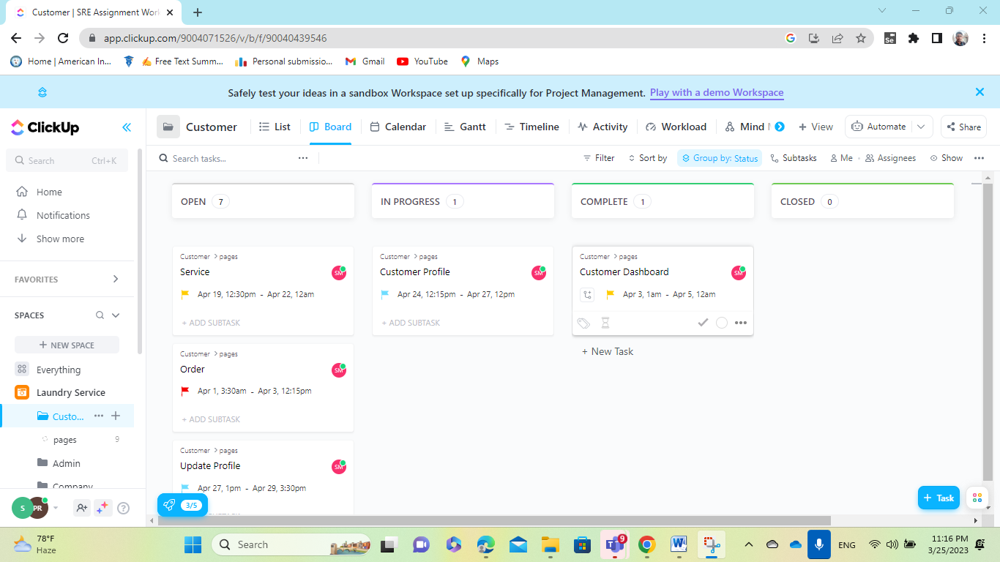 Customer | SRE Assignment Work
app.clickup.com/9004071526/v/b/f/90040439546
Se
Home | American In...
Free Text Summ...
Personal submissio...
Gmail
YouTube
Maps
Safely test your ideas in a sandbox Workspace set up specifically for Project Management. Play with a demo Workspace
ClickUp
Customer
List
Board
Calendar
Gantt
Timeline
Activity
Workload
Mind
+ View
Automate
Share
Search Ctrl+K
Search tasks...
Filter
Sort by
Group by: Status
Subtasks
Me
Assignees
Show
Home
Notifications
Show more
FAVORITES
SPACES
+ NEW SPACE
Everything
Laundry Service
Custo...
pages 9
Admin
Company
S PR
3/5
OPEN 7
Customer > pages
Service
SM
Apr 19, 12:30pm - Apr 22, 12am
+ ADD SUBTASK
Customer > pages
Order
SM
Apr 1, 3:30am - Apr 3, 12:15pm
+ ADD SUBTASK
Customer > pages
Update Profile
SM
Apr 27, 1pm - Apr 29, 3:30pm
IN PROGRESS 1
Customer > pages
Customer Profile
SM
Apr 24, 12:15pm - Apr 27, 12pm
+ ADD SUBTASK
COMPLETE 1
Customer > pages
Customer Dashboard
SM
Apr 3, 1am - Apr 5, 12am
+ New Task
CLOSED 0
+ Task
78°F
Haze
Search
9
ENG
11:16 PM
3/25/2023